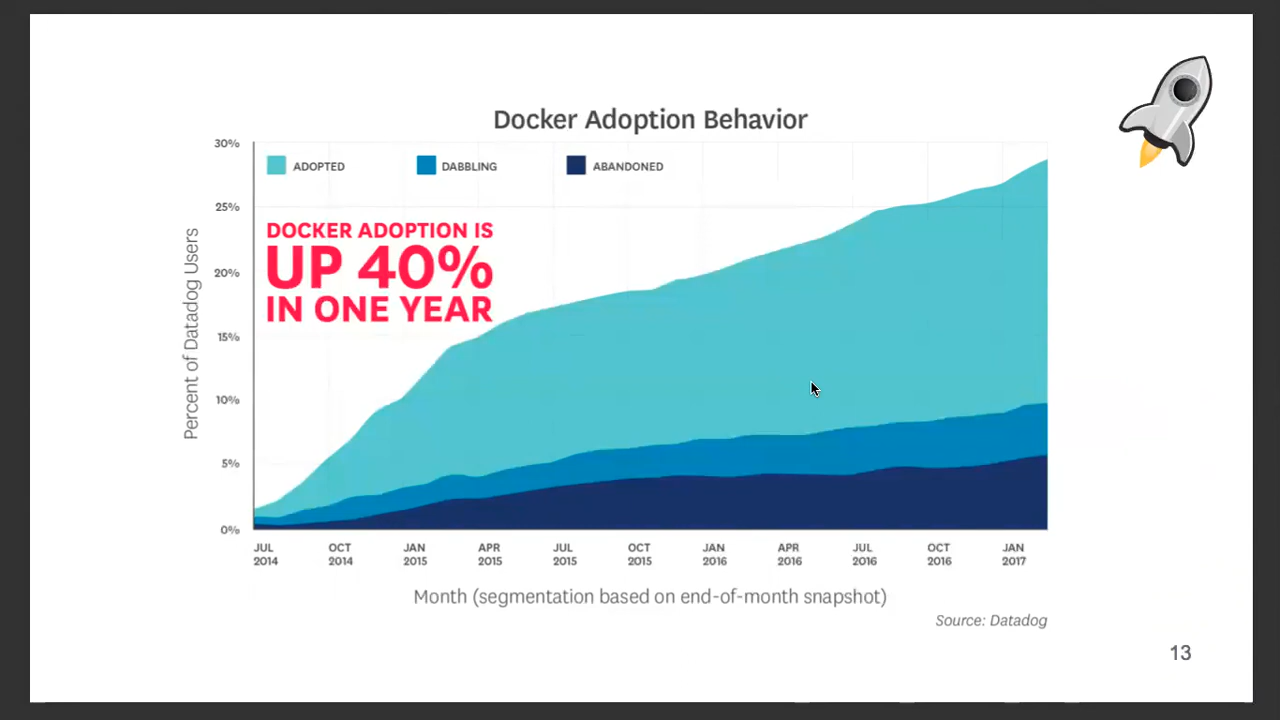 Docker Adoption Behavior
30%
ADOPTED
DABBLING
ABANDONED
25%
DOCKER ADOPTION IS
UP 40%
IN ONE YEAR
20%
15%
10%
5%
0%
Percent of Datadog Users
JUL 2014
OCT 2014
JAN 2015
APR 2015
JUL 2015
OCT 2015
JAN 2016
APR 2016
JUL 2016
OCT 2016
JAN 2017
Month (segmentation based on end-of-month snapshot)
Source: Datadog
13